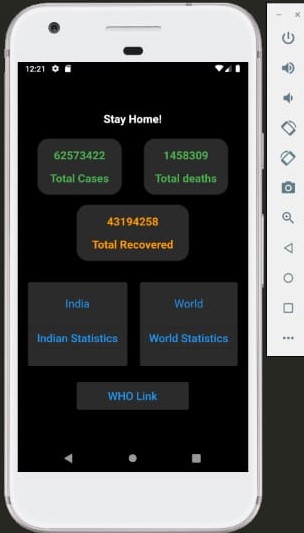 12:21
Stay Home!
62573422 1458309
Total Cases Total deaths
43194258
Total Recovered
India World
Indian Statistics World Statistics
WHO Link